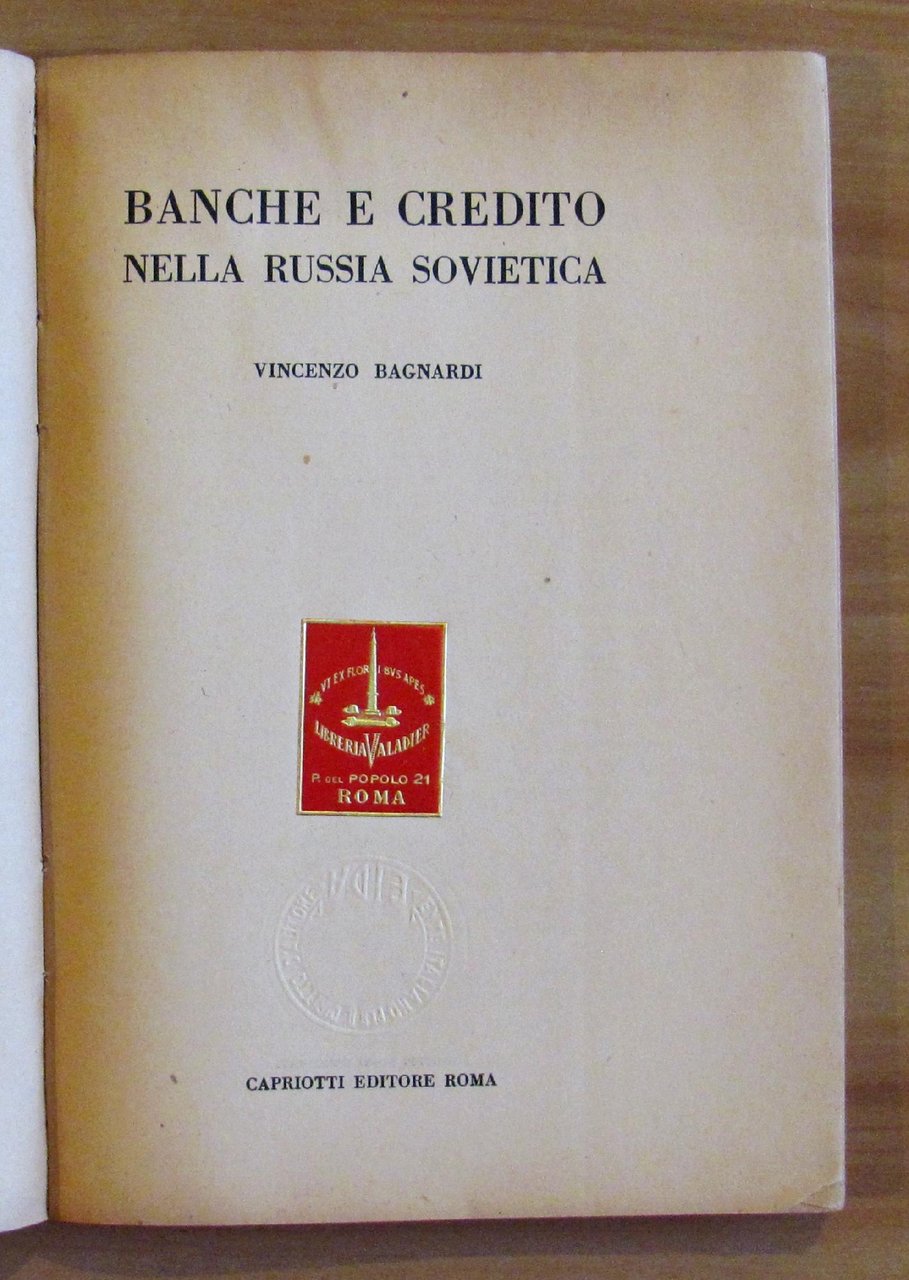 BANCHE E CREDITO
NELLA RUSSIA SOVIETICA
VINCENZO BAGNARDI
VT EX FLORIBVS APES
LIBRERIA VALADIER
P. DEL POPOLO 21
ROMA
CAPRIOTTI EDITORE ROMA